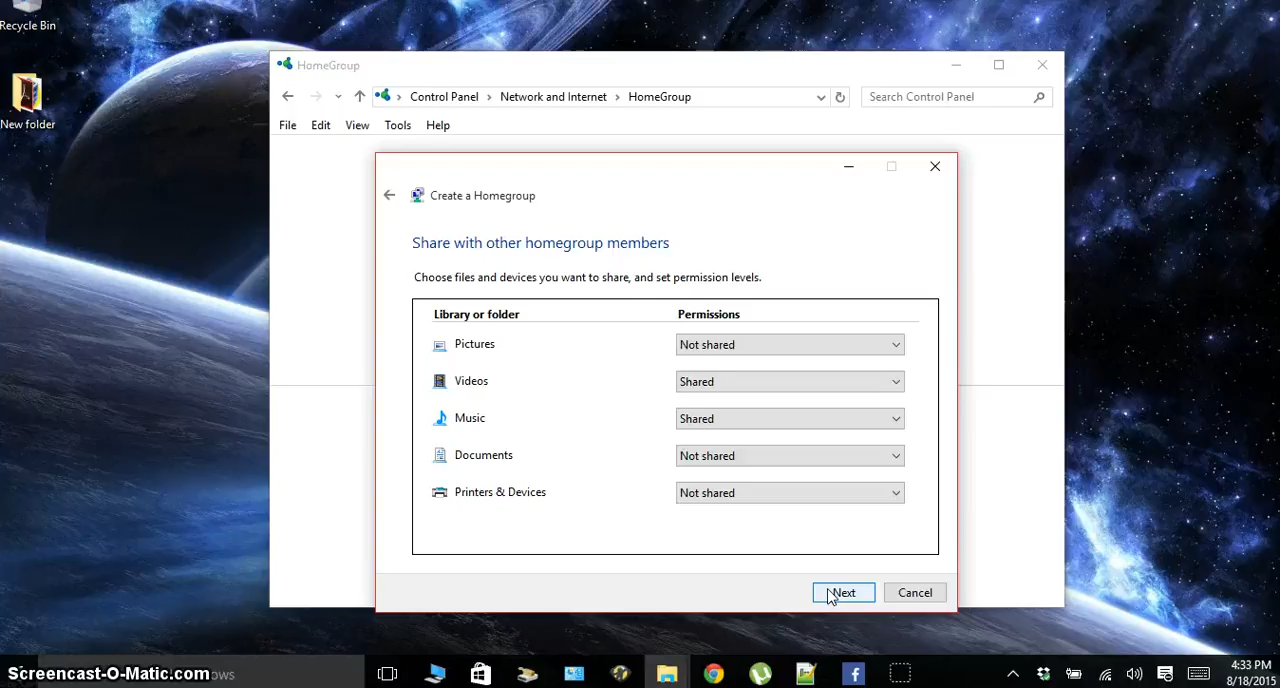 Recycle Bin
New folder
HomeGroup
Control Panel > Network and Internet > HomeGroup
Search Control Panel
File Edit View Tools Help
Create a Homegroup
Share with other homegroup members
Choose files and devices you want to share, and set permission levels.
Library or folder Permissions
Pictures Not shared
Videos Shared
Music Shared
Documents Not shared
Printers & Devices Not shared
Next Cancel
Screencast-O-Matic.com
4:33 PM
8/18/2015